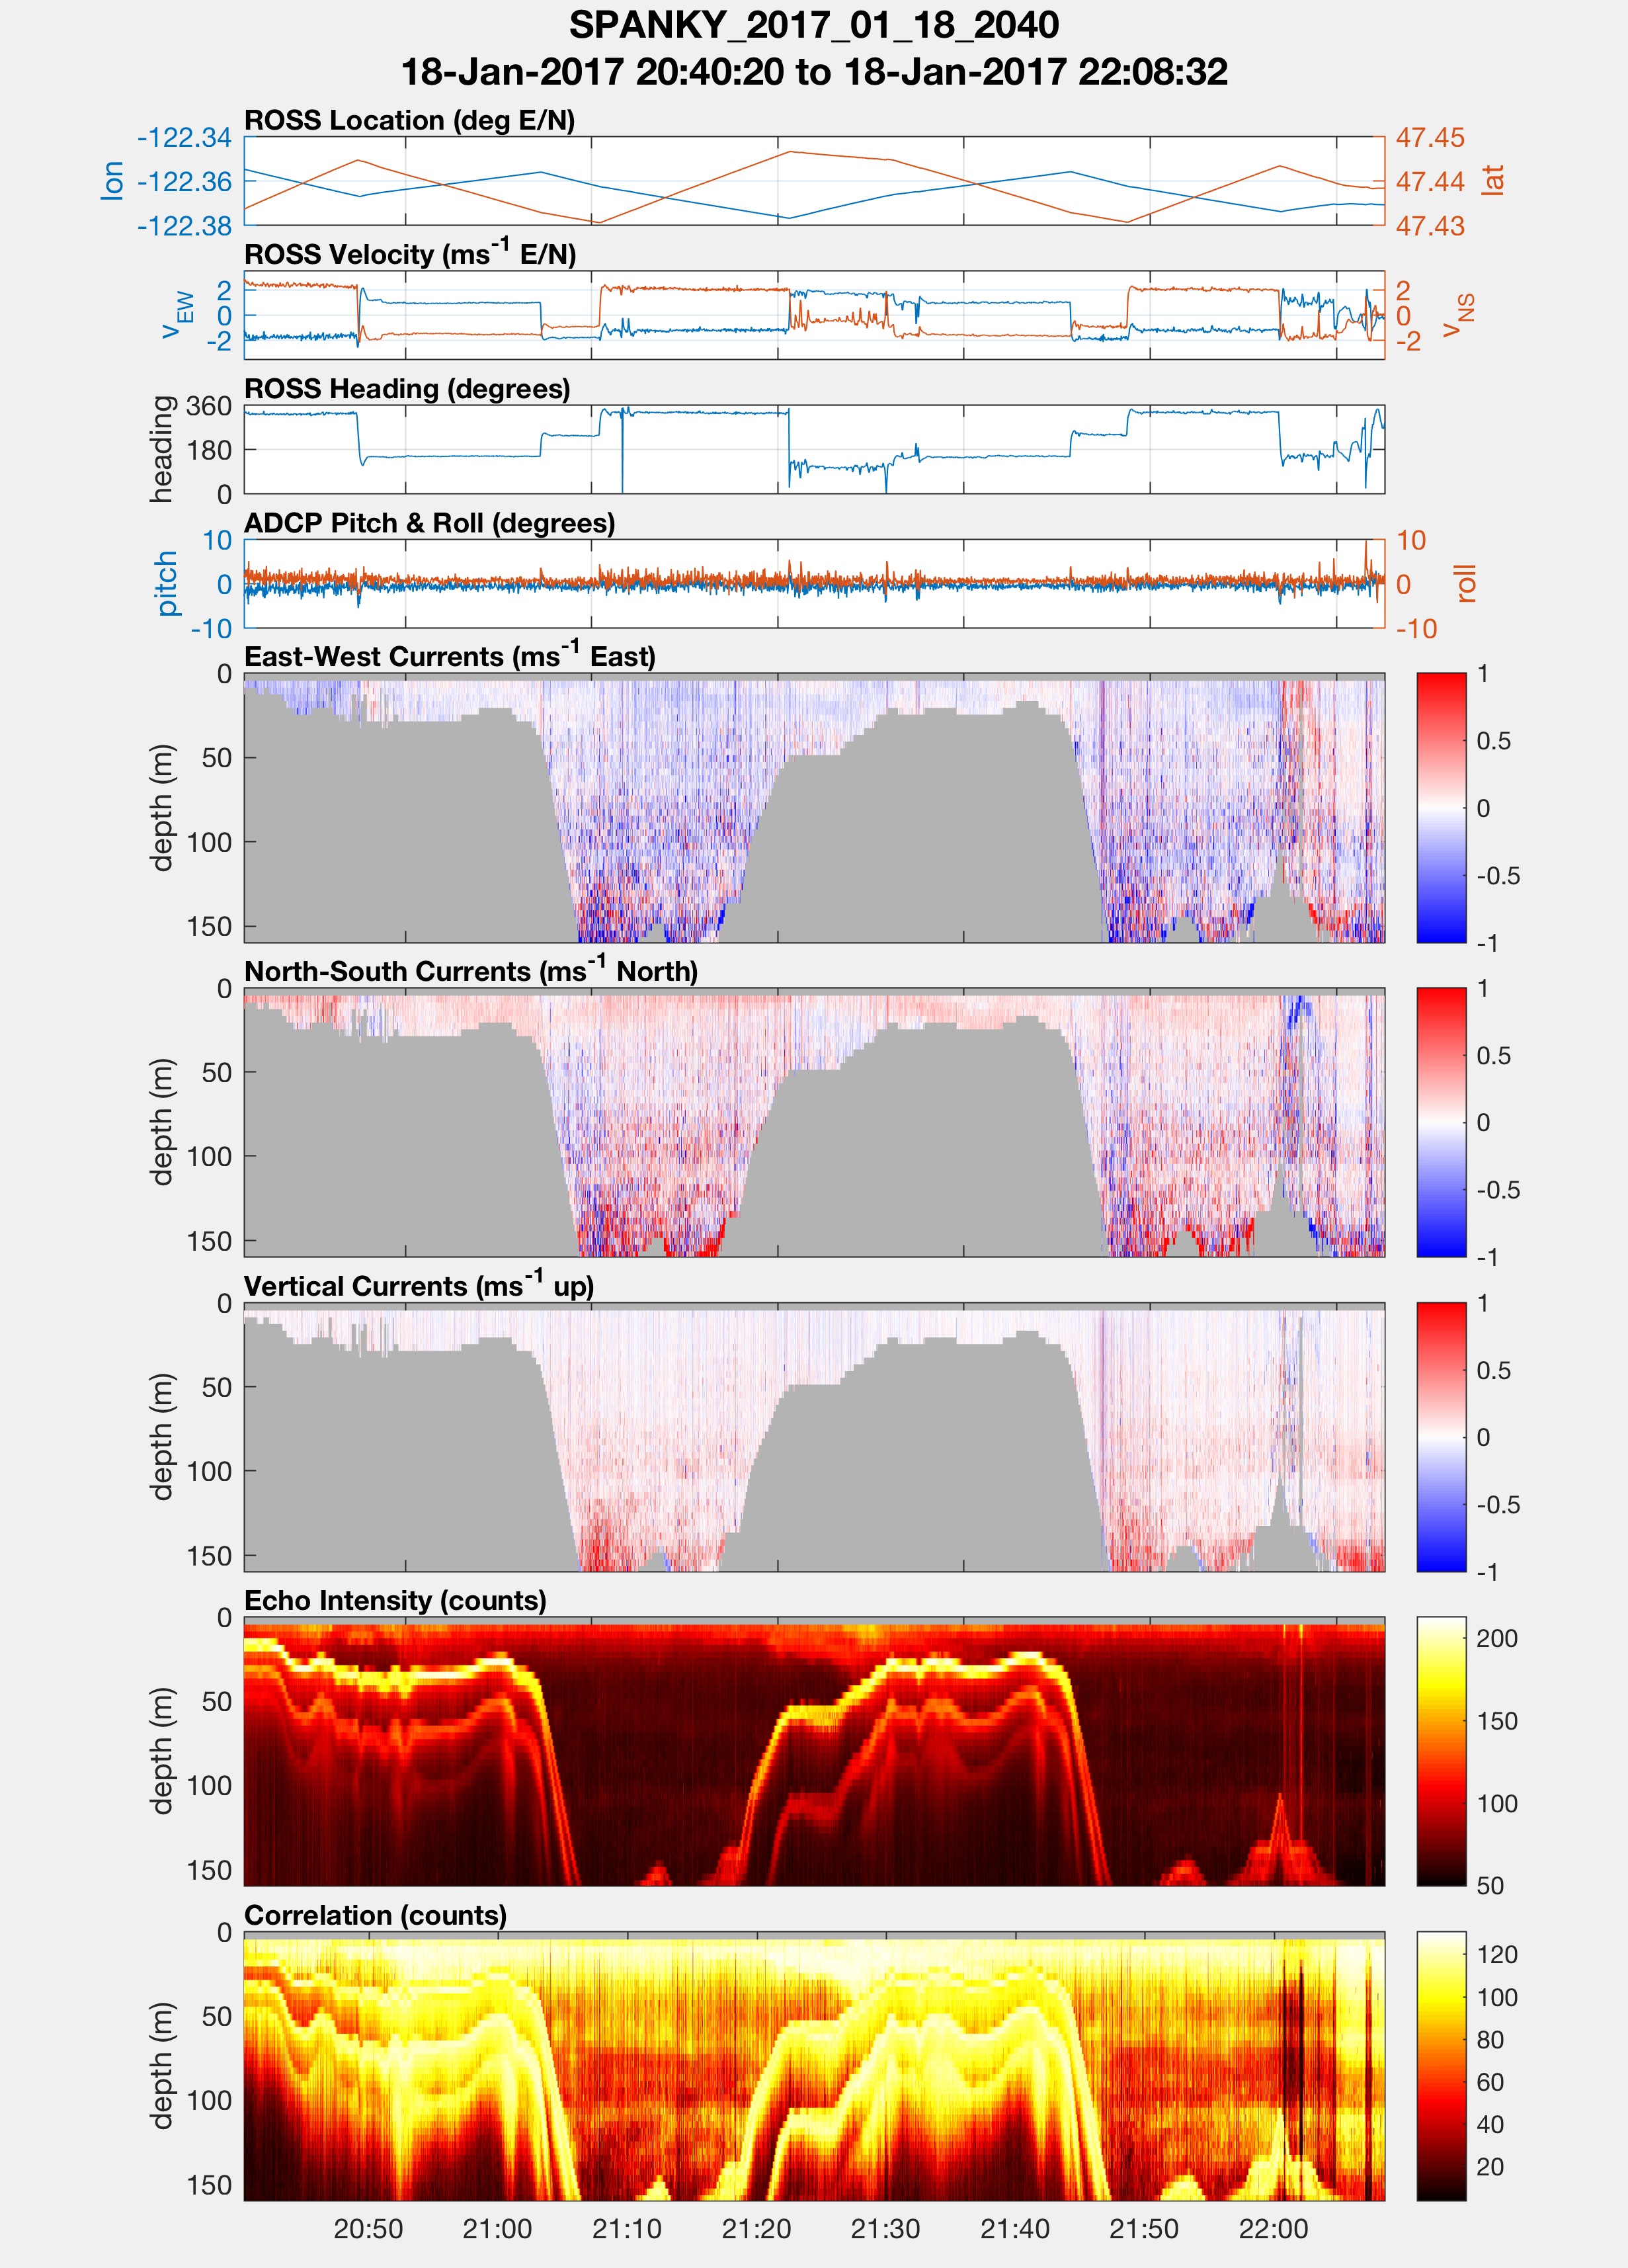 SPANKY_2017_01_18_2040
18-Jan-2017 20:40:20 to 18-Jan-2017 22:08:32
ROSS Location (deg E/N)
-122.34
-122.36
-122.38
lon
47.45
47.44
47.43
lat
ROSS Velocity (ms-1 E/N)
2
0
-2
vEW
2
0
-2
vNS
ROSS Heading (degrees)
360
180
0
heading
ADCP Pitch & Roll (degrees)
10
0
-10
pitch
10
0
-10
roll
East-West Currents (ms-1 East)
0
50
100
150
depth (m)
1
0.5
0
-0.5
-1
North-South Currents (ms-1 North)
0
50
100
150
depth (m)
1
0.5
0
-0.5
-1
Vertical Currents (ms-1 up)
0
50
100
150
depth (m)
1
0.5
0
-0.5
-1
Echo Intensity (counts)
0
50
100
150
depth (m)
200
150
100
50
Correlation (counts)
0
50
100
150
depth (m)
120
100
80
60
40
20
20:50 21:00 21:10 21:20 21:30 21:40 21:50 22:00